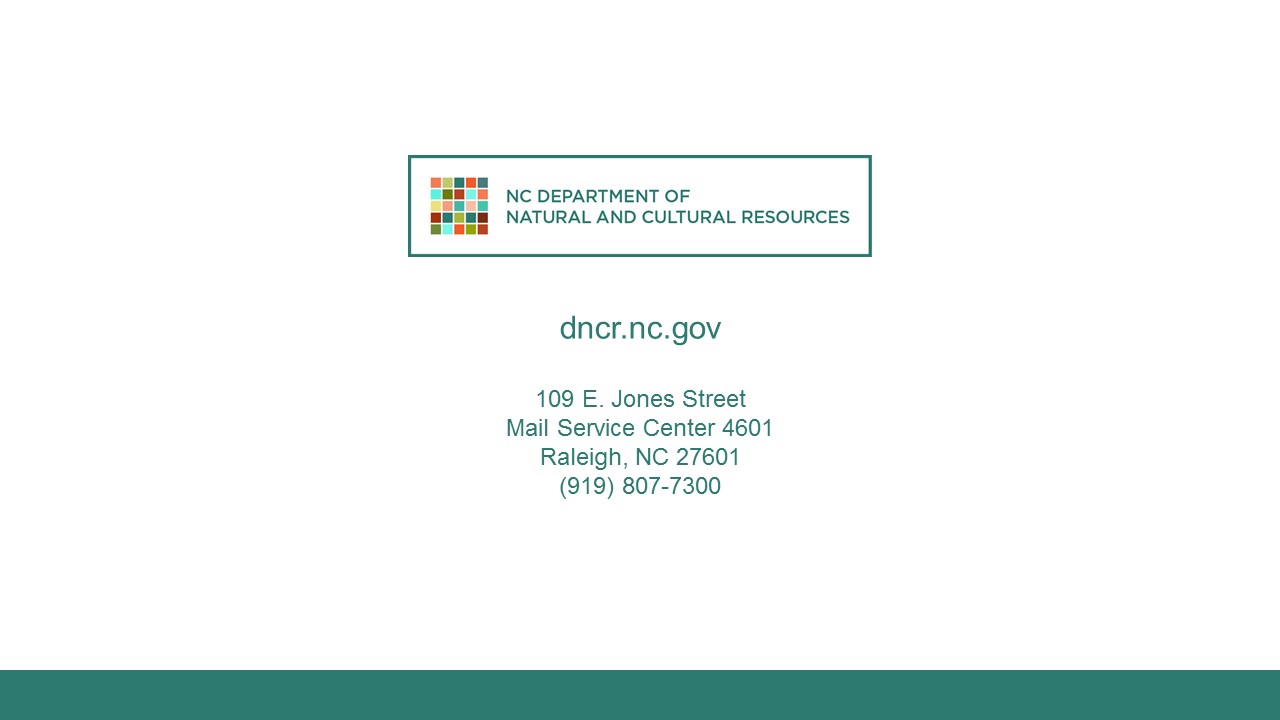 NC DEPARTMENT OF
NATURAL AND CULTURAL RESOURCES
dncr.nc.gov
109 E. Jones Street
Mail Service Center 4601
Raleigh, NC 27601
(919) 807-7300